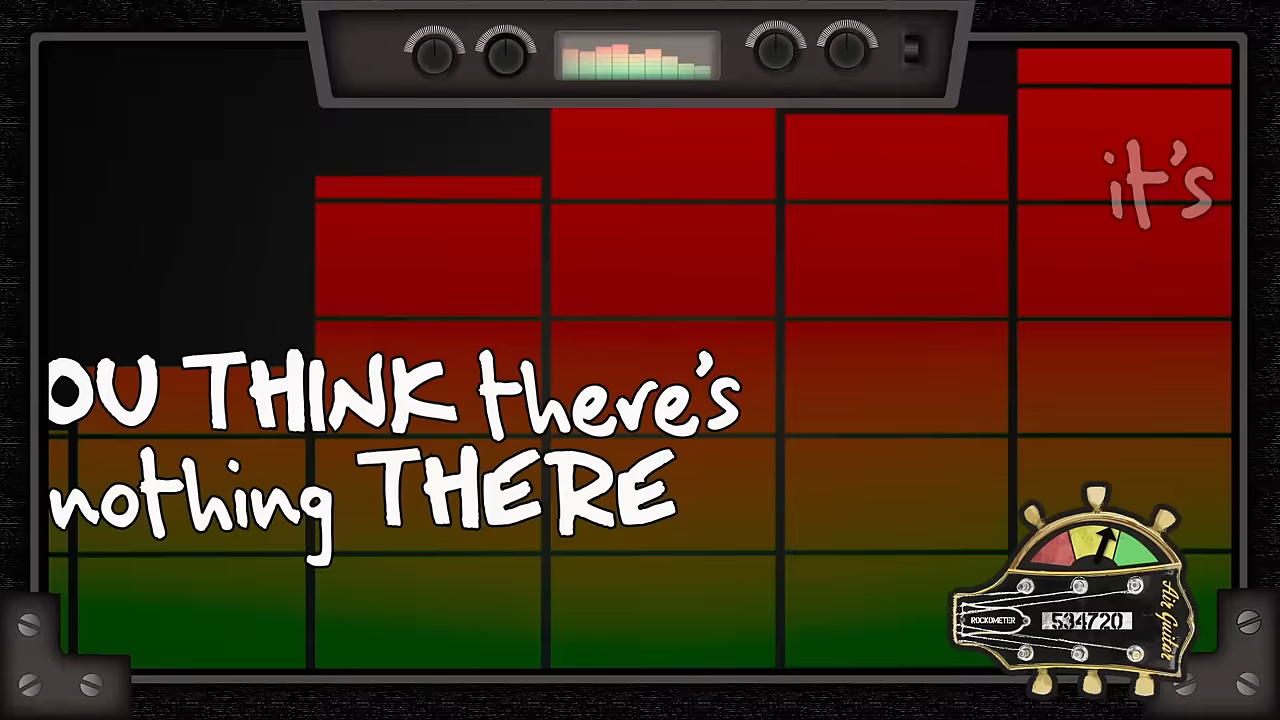 it's
OU THINK there's
nothing THERE
Air Guitar
ROCKOMETER
534720